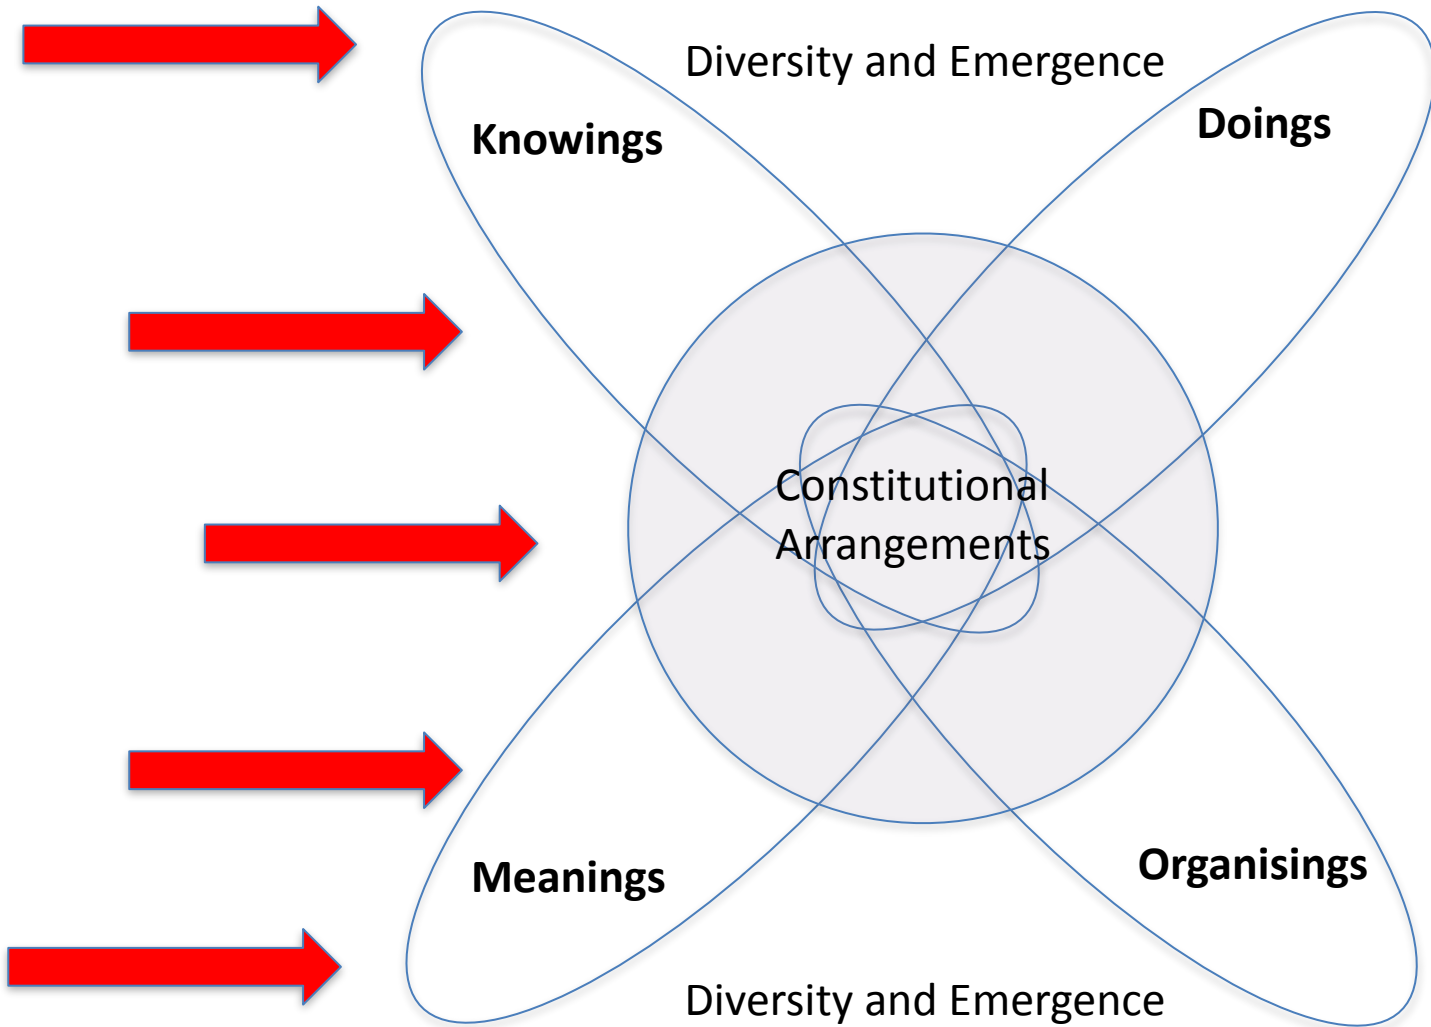 Diversity and Emergence
Knowings
Doings
Constitutional
Arrangements
Meanings
Organisings
Diversity and Emergence